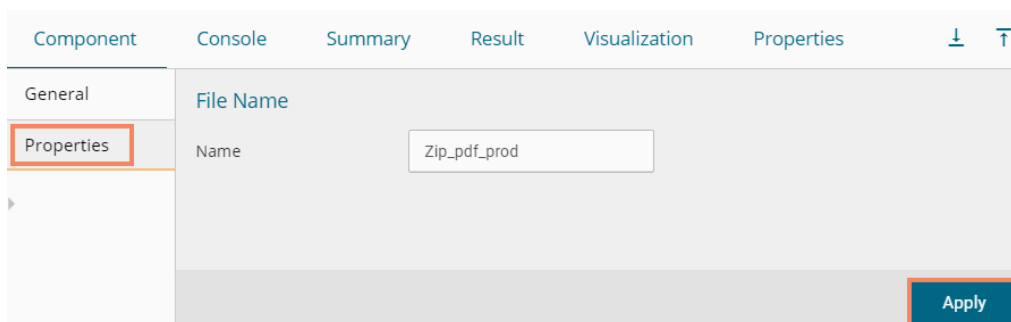 Component Console Summary Result Visualization Properties
General
File Name
Properties
Name Zip_pdf_prod
Apply